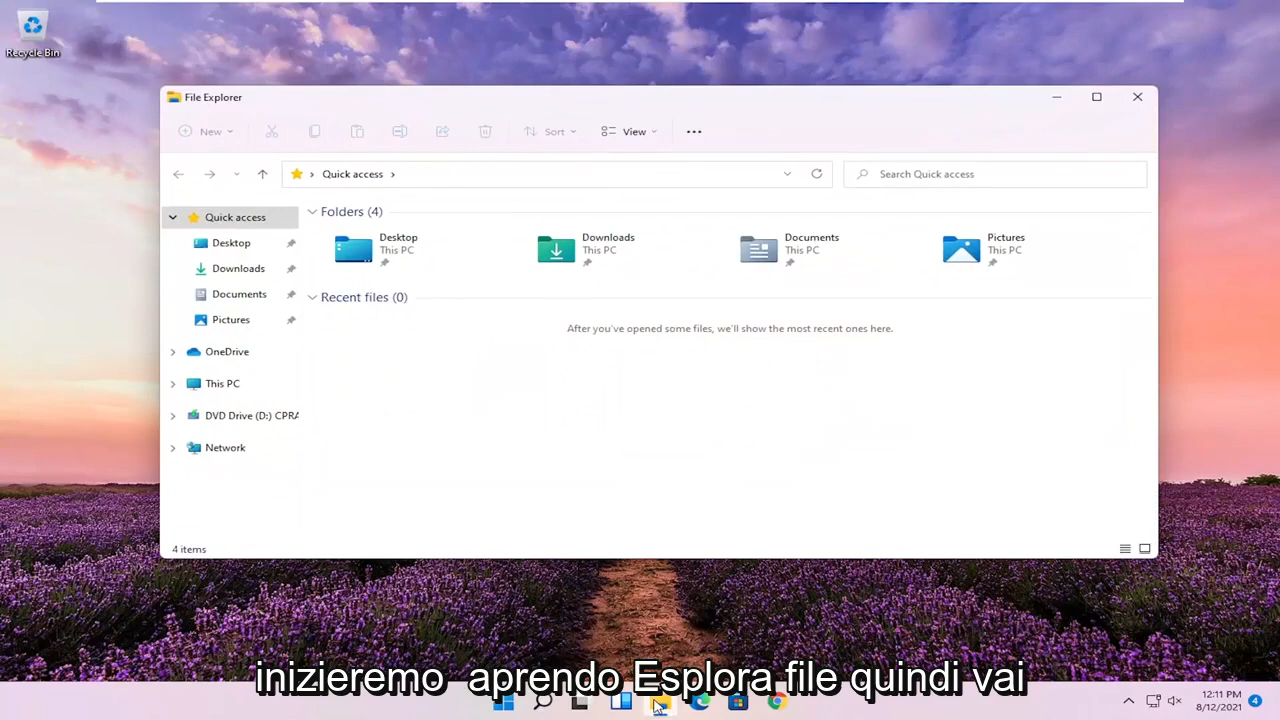 Recycle Bin
File Explorer
New
Sort
View
Quick access
Search Quick access
Quick access
Desktop
Downloads
Documents
Pictures
OneDrive
This PC
DVD Drive (D:) CPRA
Network
Folders (4)
Desktop
This PC
Downloads
This PC
Documents
This PC
Pictures
This PC
Recent files (0)
After you've opened some files, we'll show the most recent ones here.
4 items
inizieremo aprendo Esplora file quindi vai
12:11 PM
8/12/2021
4